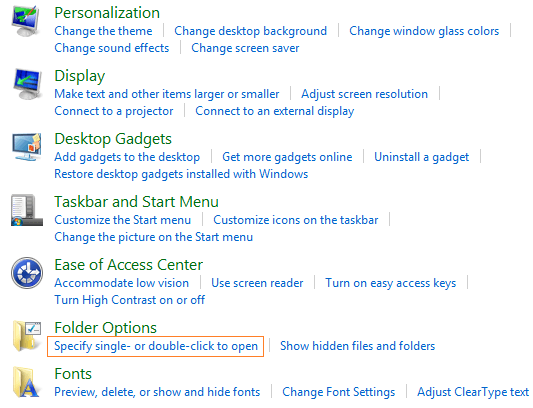 Personalization
Change the theme Change desktop background Change window glass colors
Change sound effects Change screen saver
Display
Make text and other items larger or smaller Adjust screen resolution
Connect to a projector Connect to an external display
Desktop Gadgets
Add gadgets to the desktop Get more gadgets online Uninstall a gadget
Restore desktop gadgets installed with Windows
Taskbar and Start Menu
Customize the Start menu Customize icons on the taskbar
Change the picture on the Start menu
Ease of Access Center
Accommodate low vision Use screen reader Turn on easy access keys
Turn High Contrast on or off
Folder Options
Specify single- or double-click to open Show hidden files and folders
Fonts
Preview, delete, or show and hide fonts Change Font Settings Adjust ClearType text